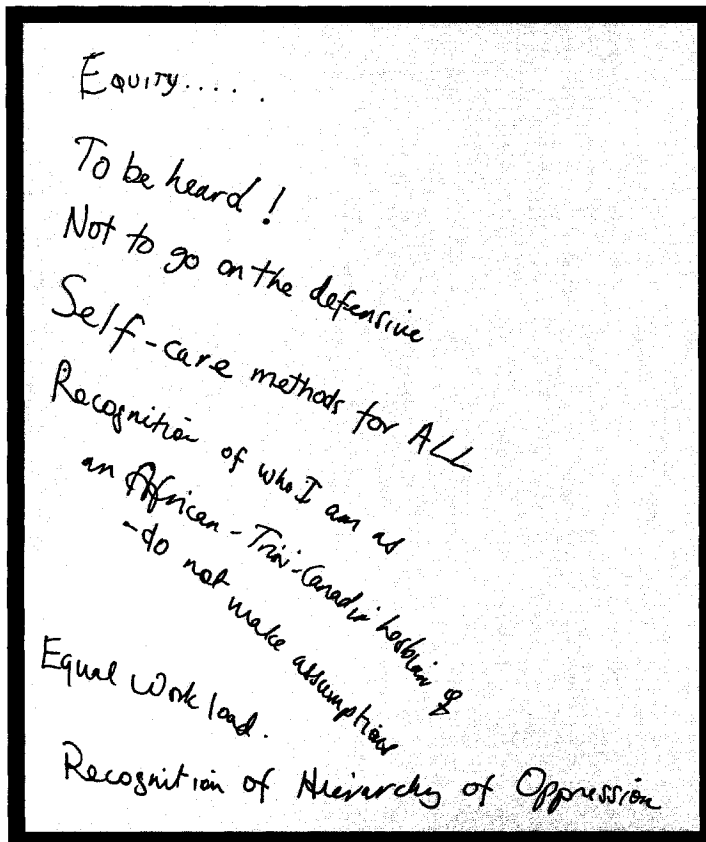 Equity.....
To be heard!
Not to go on the defensive
Self-care methods for ALL
Recognition of who I am as
an African-Trini-Canadian Lesbian ♀
-do not make assumptions
Equal Work load.
Recognition of Hierarchy of Oppression